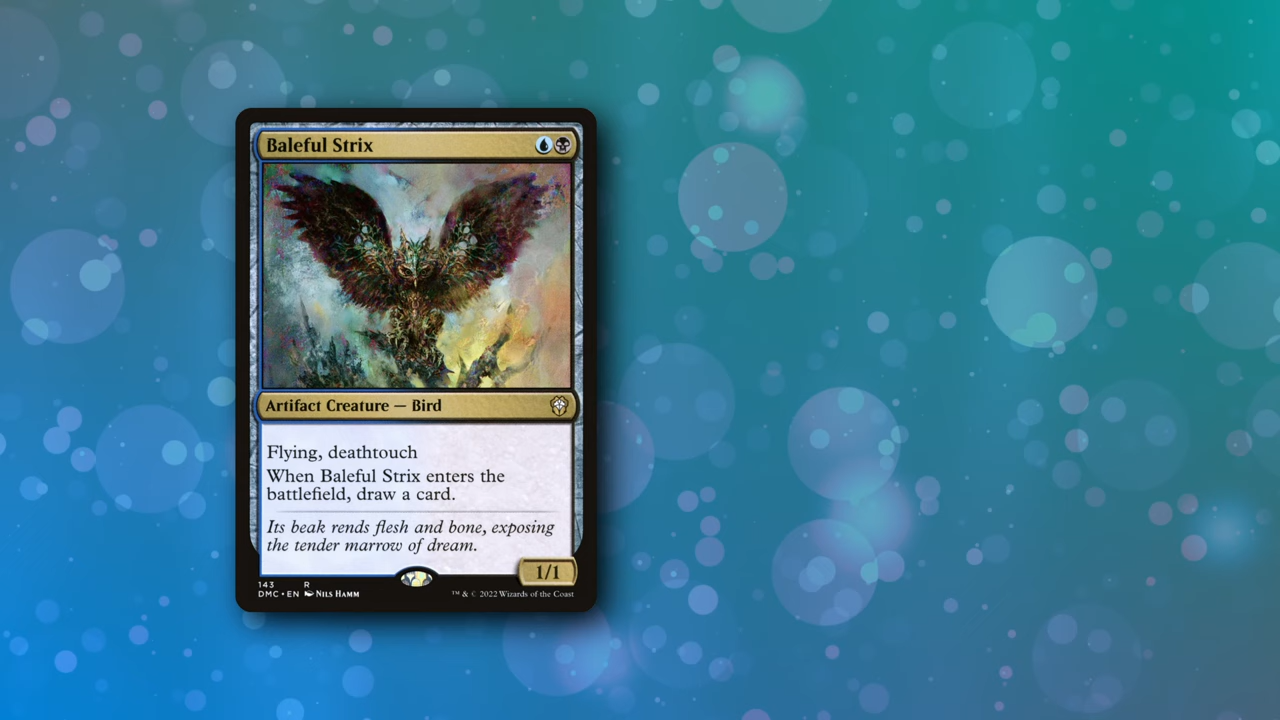 Baleful Strix
Artifact Creature — Bird
Flying, deathtouch
When Baleful Strix enters the
battlefield, draw a card.
Its beak rends flesh and bone, exposing
the tender marrow of dream.
1/1
143 R
DMC • EN Nils Hamm
™ & © 2022 Wizards of the Coast